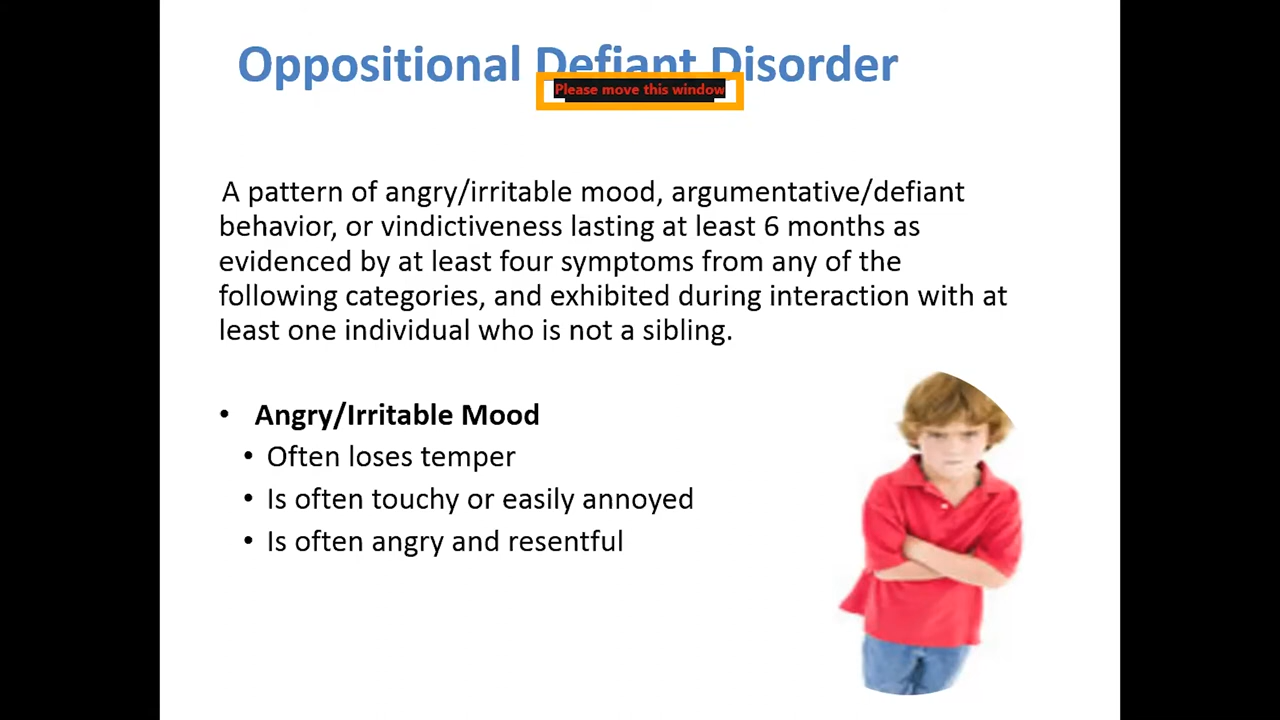 Oppositional Defiant Disorder
Please move this window
A pattern of angry/irritable mood, argumentative/defiant
behavior, or vindictiveness lasting at least 6 months as
evidenced by at least four symptoms from any of the
following categories, and exhibited during interaction with at
least one individual who is not a sibling.
• Angry/Irritable Mood
• Often loses temper
• Is often touchy or easily annoyed
• Is often angry and resentful